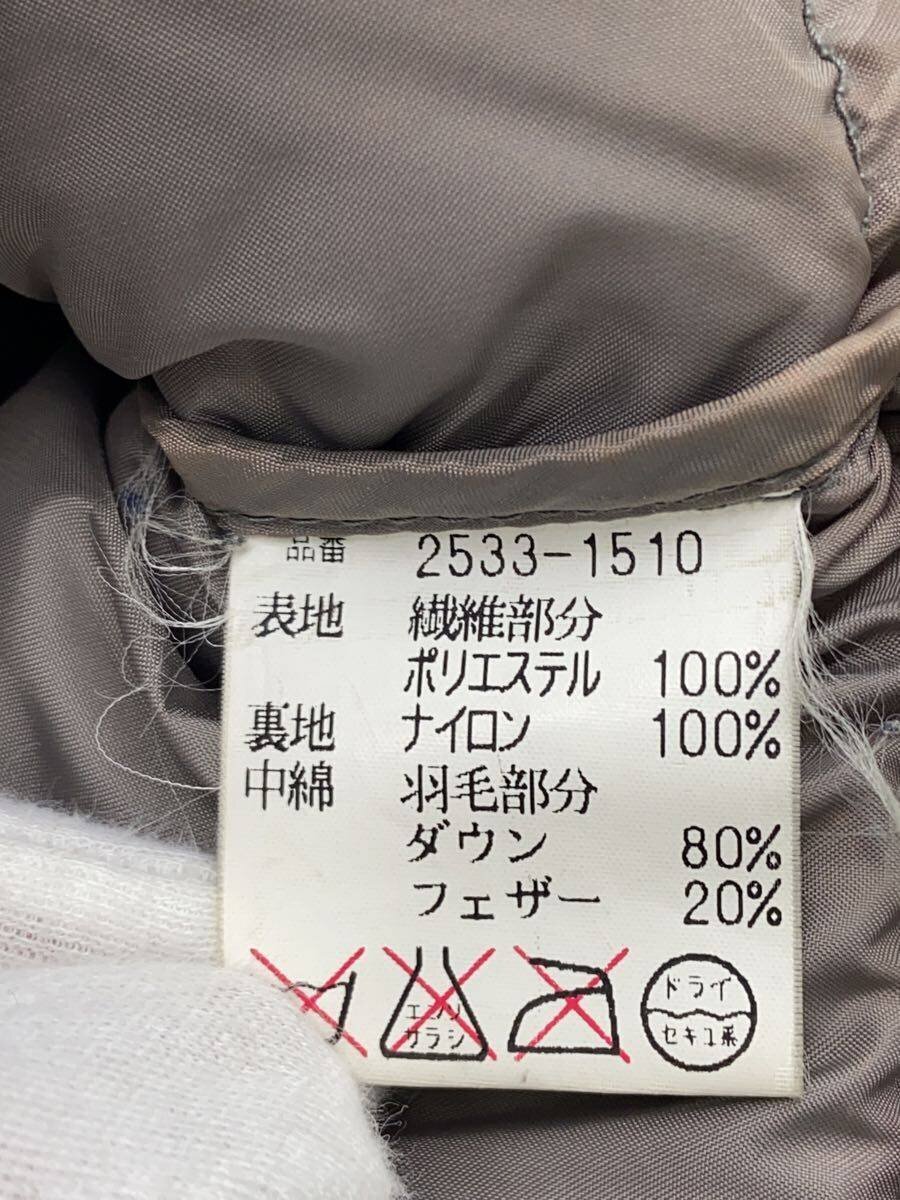 品番 2533-1510
表地 繊維部分
ポリエステル 100%
裏地 ナイロン 100%
中綿 羽毛部分
ダウン 80%
フェザー 20%
エンソ
サラシ
ドライ
セキユ系